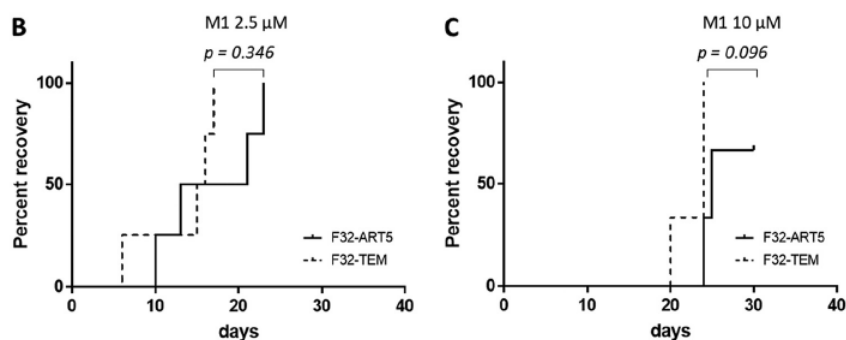 B
M1 2.5 µM
p = 0.346
Percent recovery
100
50
0
F32-ART5
F32-TEM
0 10 20 30 40
days
C
M1 10 µM
p = 0.096
Percent recovery
100
50
0
F32-ART5
F32-TEM
0 10 20 30 40
days